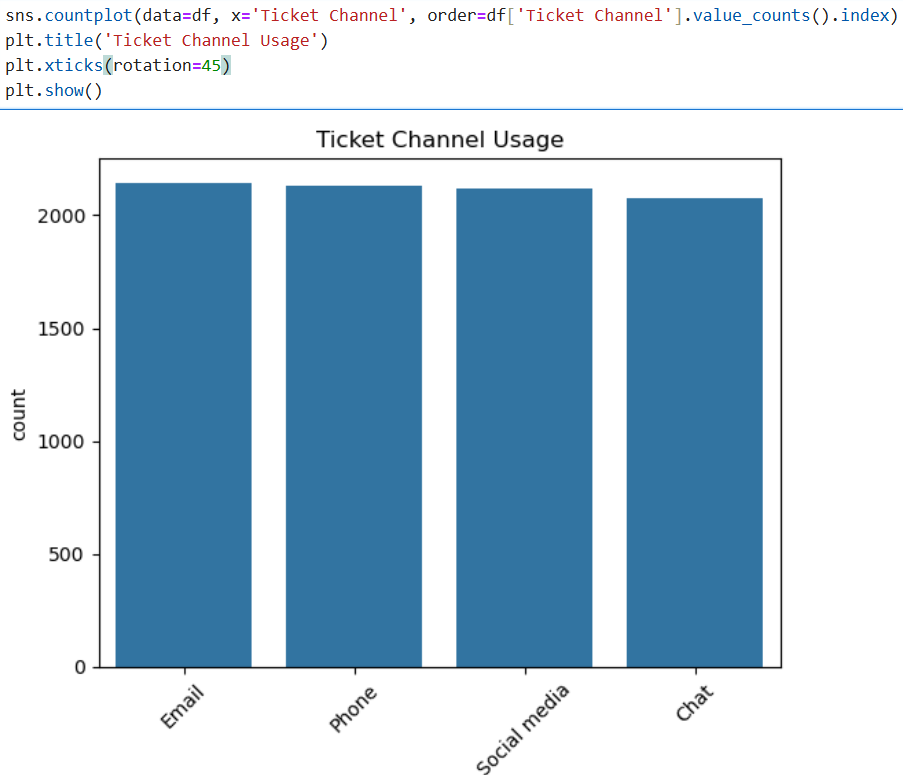 sns.countplot(data=df, x='Ticket Channel', order=df['Ticket Channel'].value_counts().index)
plt.title('Ticket Channel Usage')
plt.xticks(rotation=45)
plt.show()
Ticket Channel Usage
2000
1500
1000
500
0
count
Email
Phone
Social media
Chat